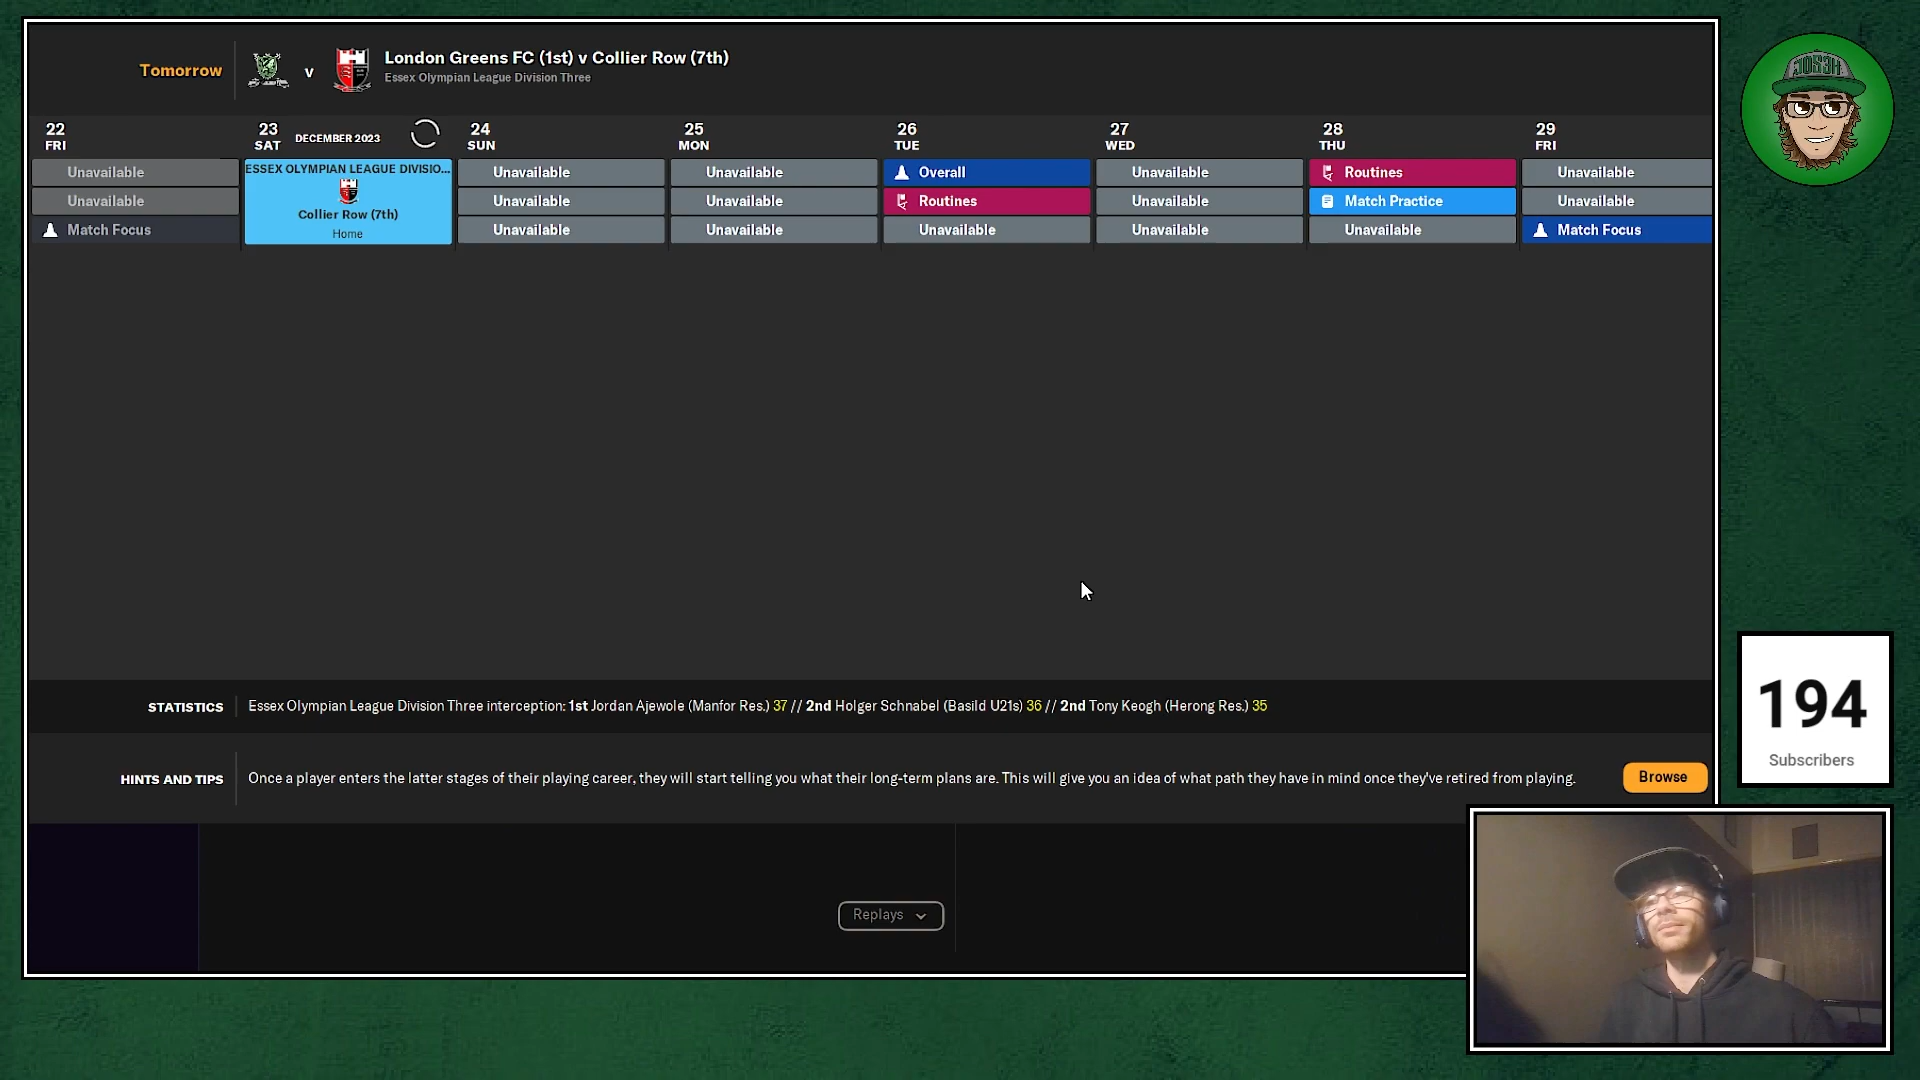 Tomorrow
v
London Greens FC (1st) v Collier Row (7th)
Essex Olympian League Division Three
22
FRI
23
SAT
DECEMBER 2023
24
SUN
25
MON
26
TUE
27
WED
28
THU
29
FRI
Unavailable
ESSEX OLYMPIAN LEAGUE DIVISIO...
Unavailable
Unavailable
Overall
Unavailable
Routines
Unavailable
Unavailable
Collier Row (7th)
Unavailable
Unavailable
Routines
Unavailable
Match Practice
Unavailable
Match Focus
Home
Unavailable
Unavailable
Unavailable
Unavailable
Unavailable
Match Focus
STATISTICS
Essex Olympian League Division Three interception: 1st Jordan Ajewole (Manfor Res.) 37 // 2nd Holger Schnabel (Basild U21s) 36 // 2nd Tony Keogh (Herong Res.) 35
HINTS AND TIPS
Once a player enters the latter stages of their playing career, they will start telling you what their long-term plans are. This will give you an idea of what path they have in mind once they've retired from playing.
Browse
Replays
JOS3H
194
Subscribers